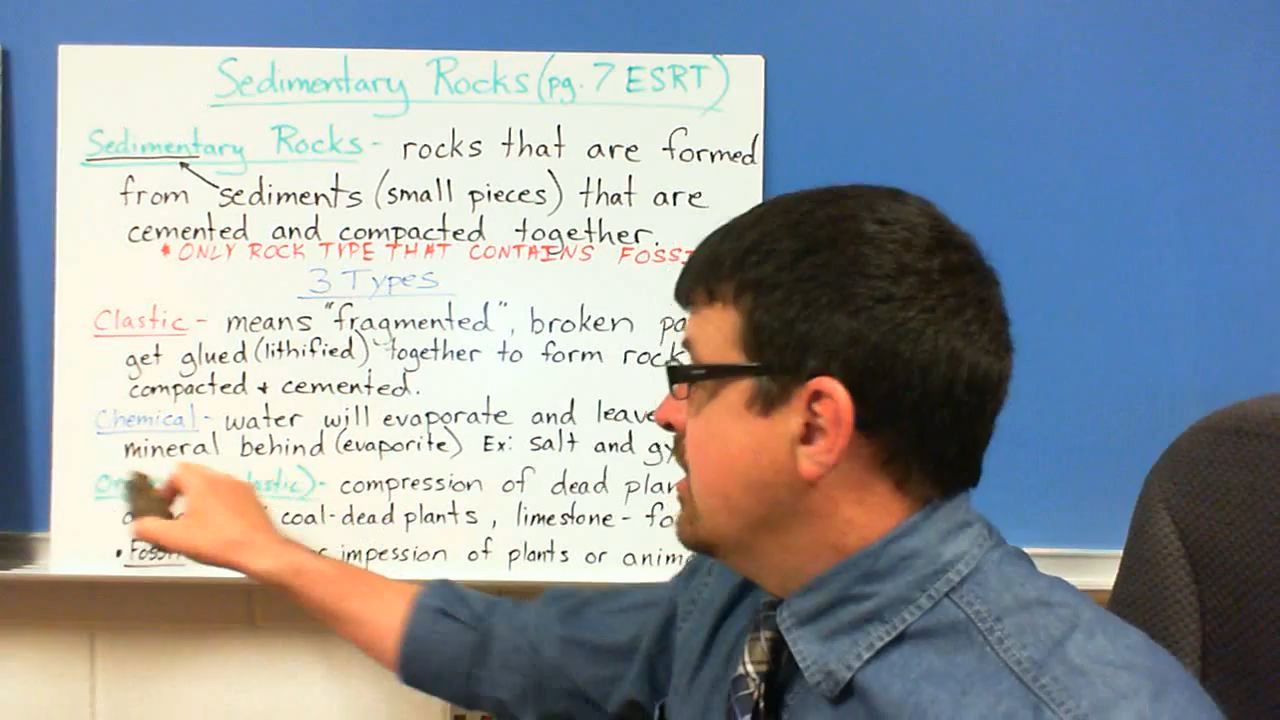 Sedimentary Rocks (pg. 7 ESRT)
Sedimentary Rocks - rocks that are formed
from sediments (small pieces) that are
cemented and compacted together.
* ONLY ROCK TYPE THAT CONTAINS
3 Types
Clastic - means "fragmented", broken
get glued (lithified) together to form
compacted + cemented.
Chemical - water will evaporate and leave
mineral behind (evaporite) Ex: salt and
- compression of dead
coal-dead plants, limestone -
impession of plants or